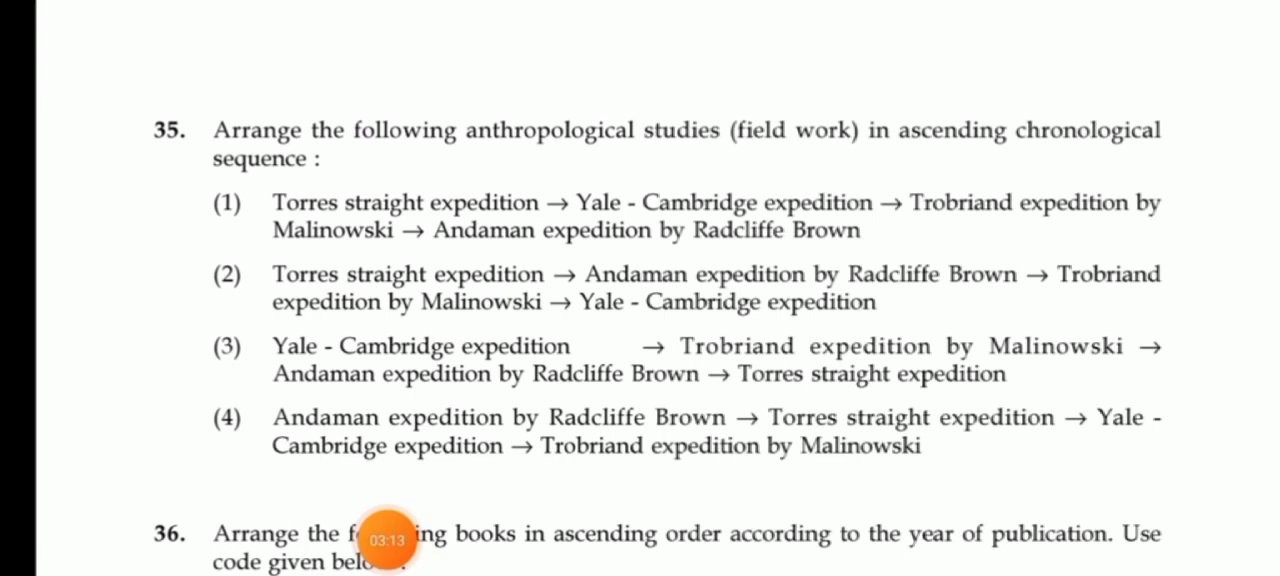 35. Arrange the following anthropological studies (field work) in ascending chronological
sequence :
(1) Torres straight expedition → Yale - Cambridge expedition → Trobriand expedition by
Malinowski → Andaman expedition by Radcliffe Brown
(2) Torres straight expedition → Andaman expedition by Radcliffe Brown → Trobriand
expedition by Malinowski → Yale - Cambridge expedition
(3) Yale - Cambridge expedition → Trobriand expedition by Malinowski →
Andaman expedition by Radcliffe Brown → Torres straight expedition
(4) Andaman expedition by Radcliffe Brown → Torres straight expedition → Yale -
Cambridge expedition → Trobriand expedition by Malinowski
36. Arrange the ing books in ascending order according to the year of publication. Use
03:13
code given